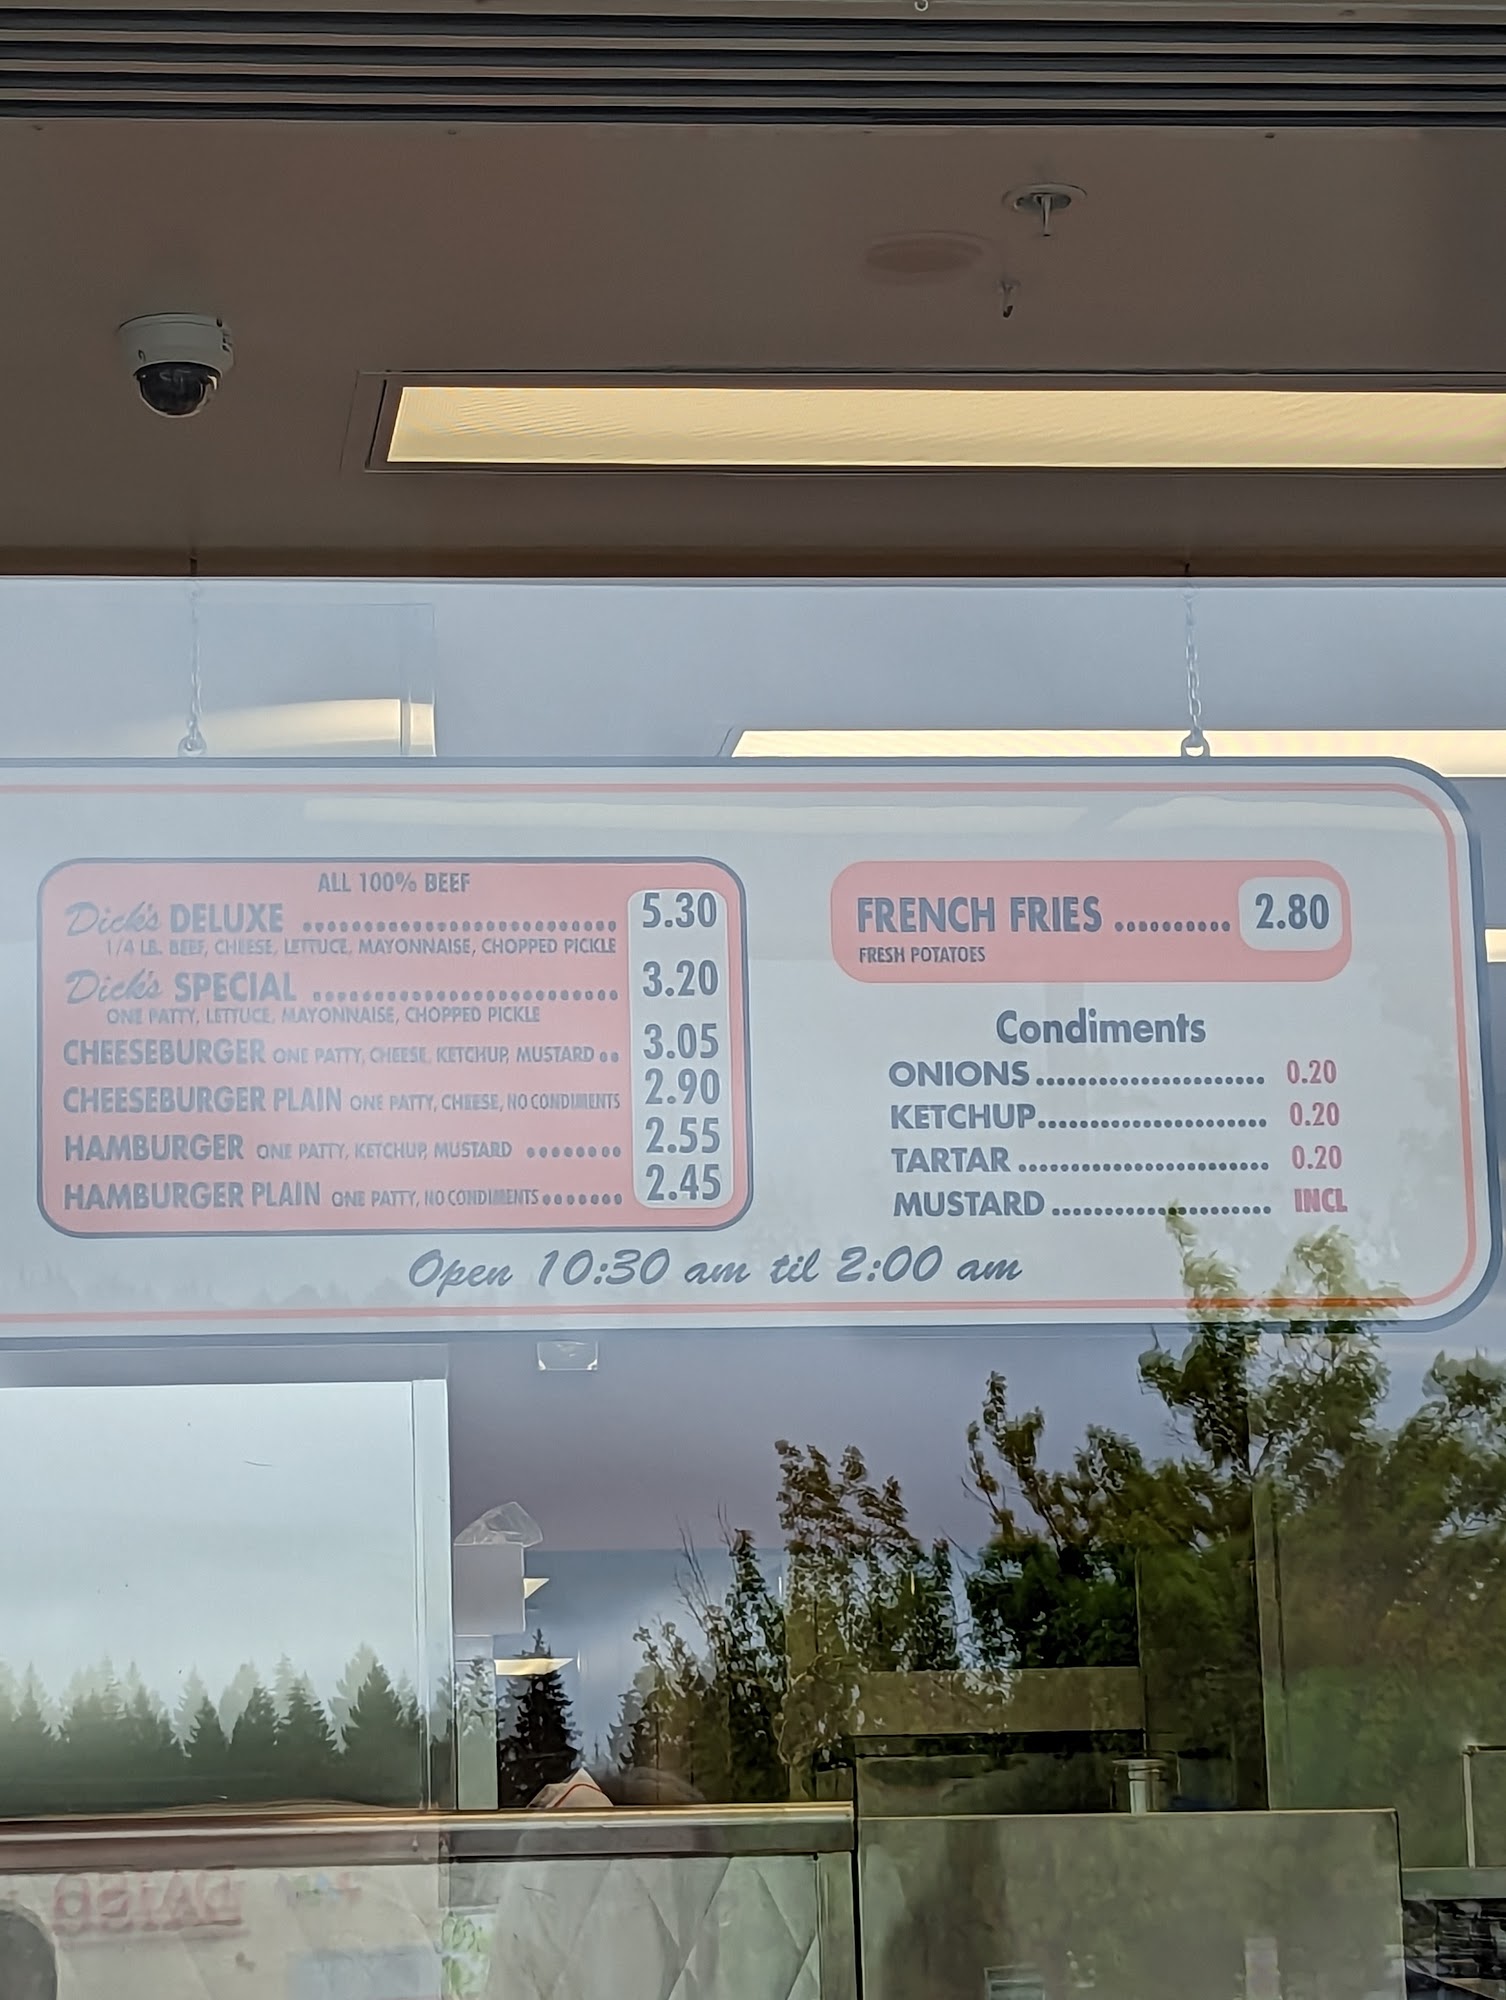 ALL 100% BEEF
Dick's DELUXE ........................ 5.30
1/4 LB. BEEF, CHEESE, LETTUCE, MAYONNAISE, CHOPPED PICKLE
Dick's SPECIAL ........................ 3.20
ONE PATTY, LETTUCE, MAYONNAISE, CHOPPED PICKLE
CHEESEBURGER ONE PATTY, CHEESE, KETCHUP, MUSTARD .. 3.05
CHEESEBURGER PLAIN ONE PATTY, CHEESE, NO CONDIMENTS 2.90
HAMBURGER ONE PATTY, KETCHUP, MUSTARD ........ 2.55
HAMBURGER PLAIN ONE PATTY, NO CONDIMENTS ....... 2.45
FRENCH FRIES .......... 2.80
FRESH POTATOES
Condiments
ONIONS ...................... 0.20
KETCHUP ...................... 0.20
TARTAR ........................ 0.20
MUSTARD ..................... INCL
Open 10:30 am til 2:00 am
DAISO